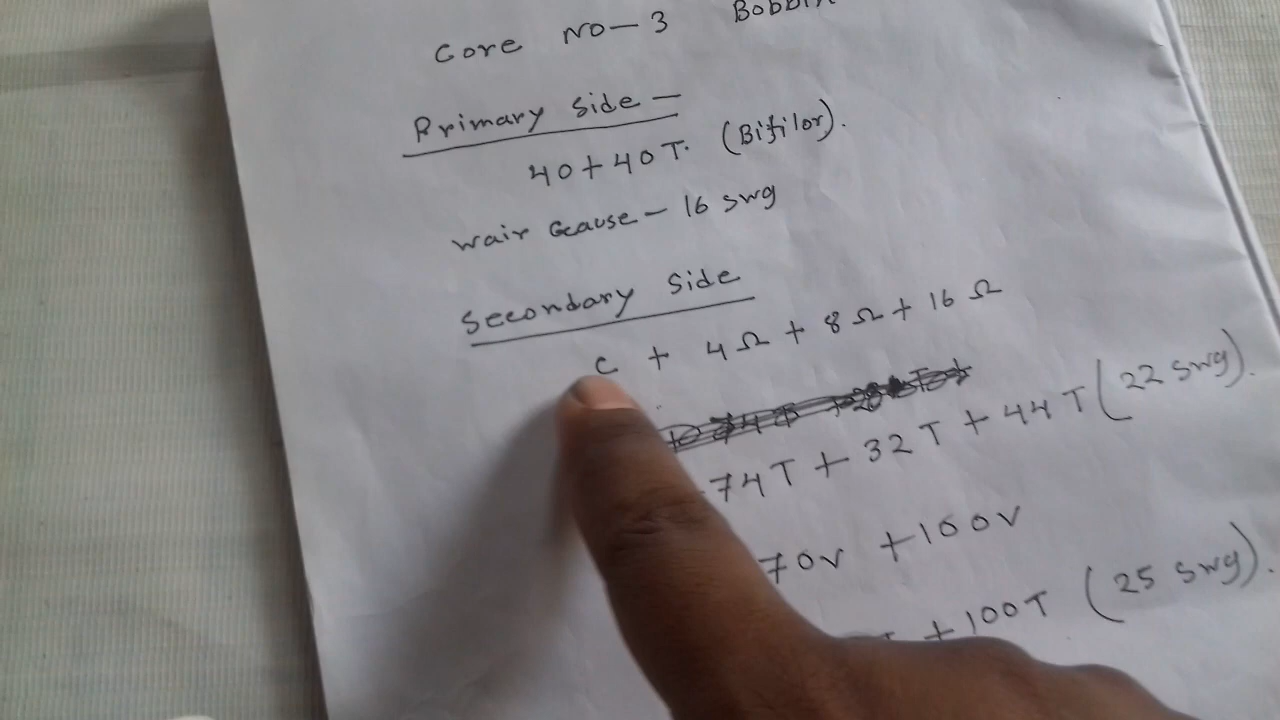 Core No-3 Bobbin
Primary Side-
40+40T. (Bifilor).
wair Gause- 16 swg
Secondary Side
C + 4Ω + 8Ω + 16Ω
74T + 32T + 44T (22 swg).
70v +100v
+100T (25 swg).